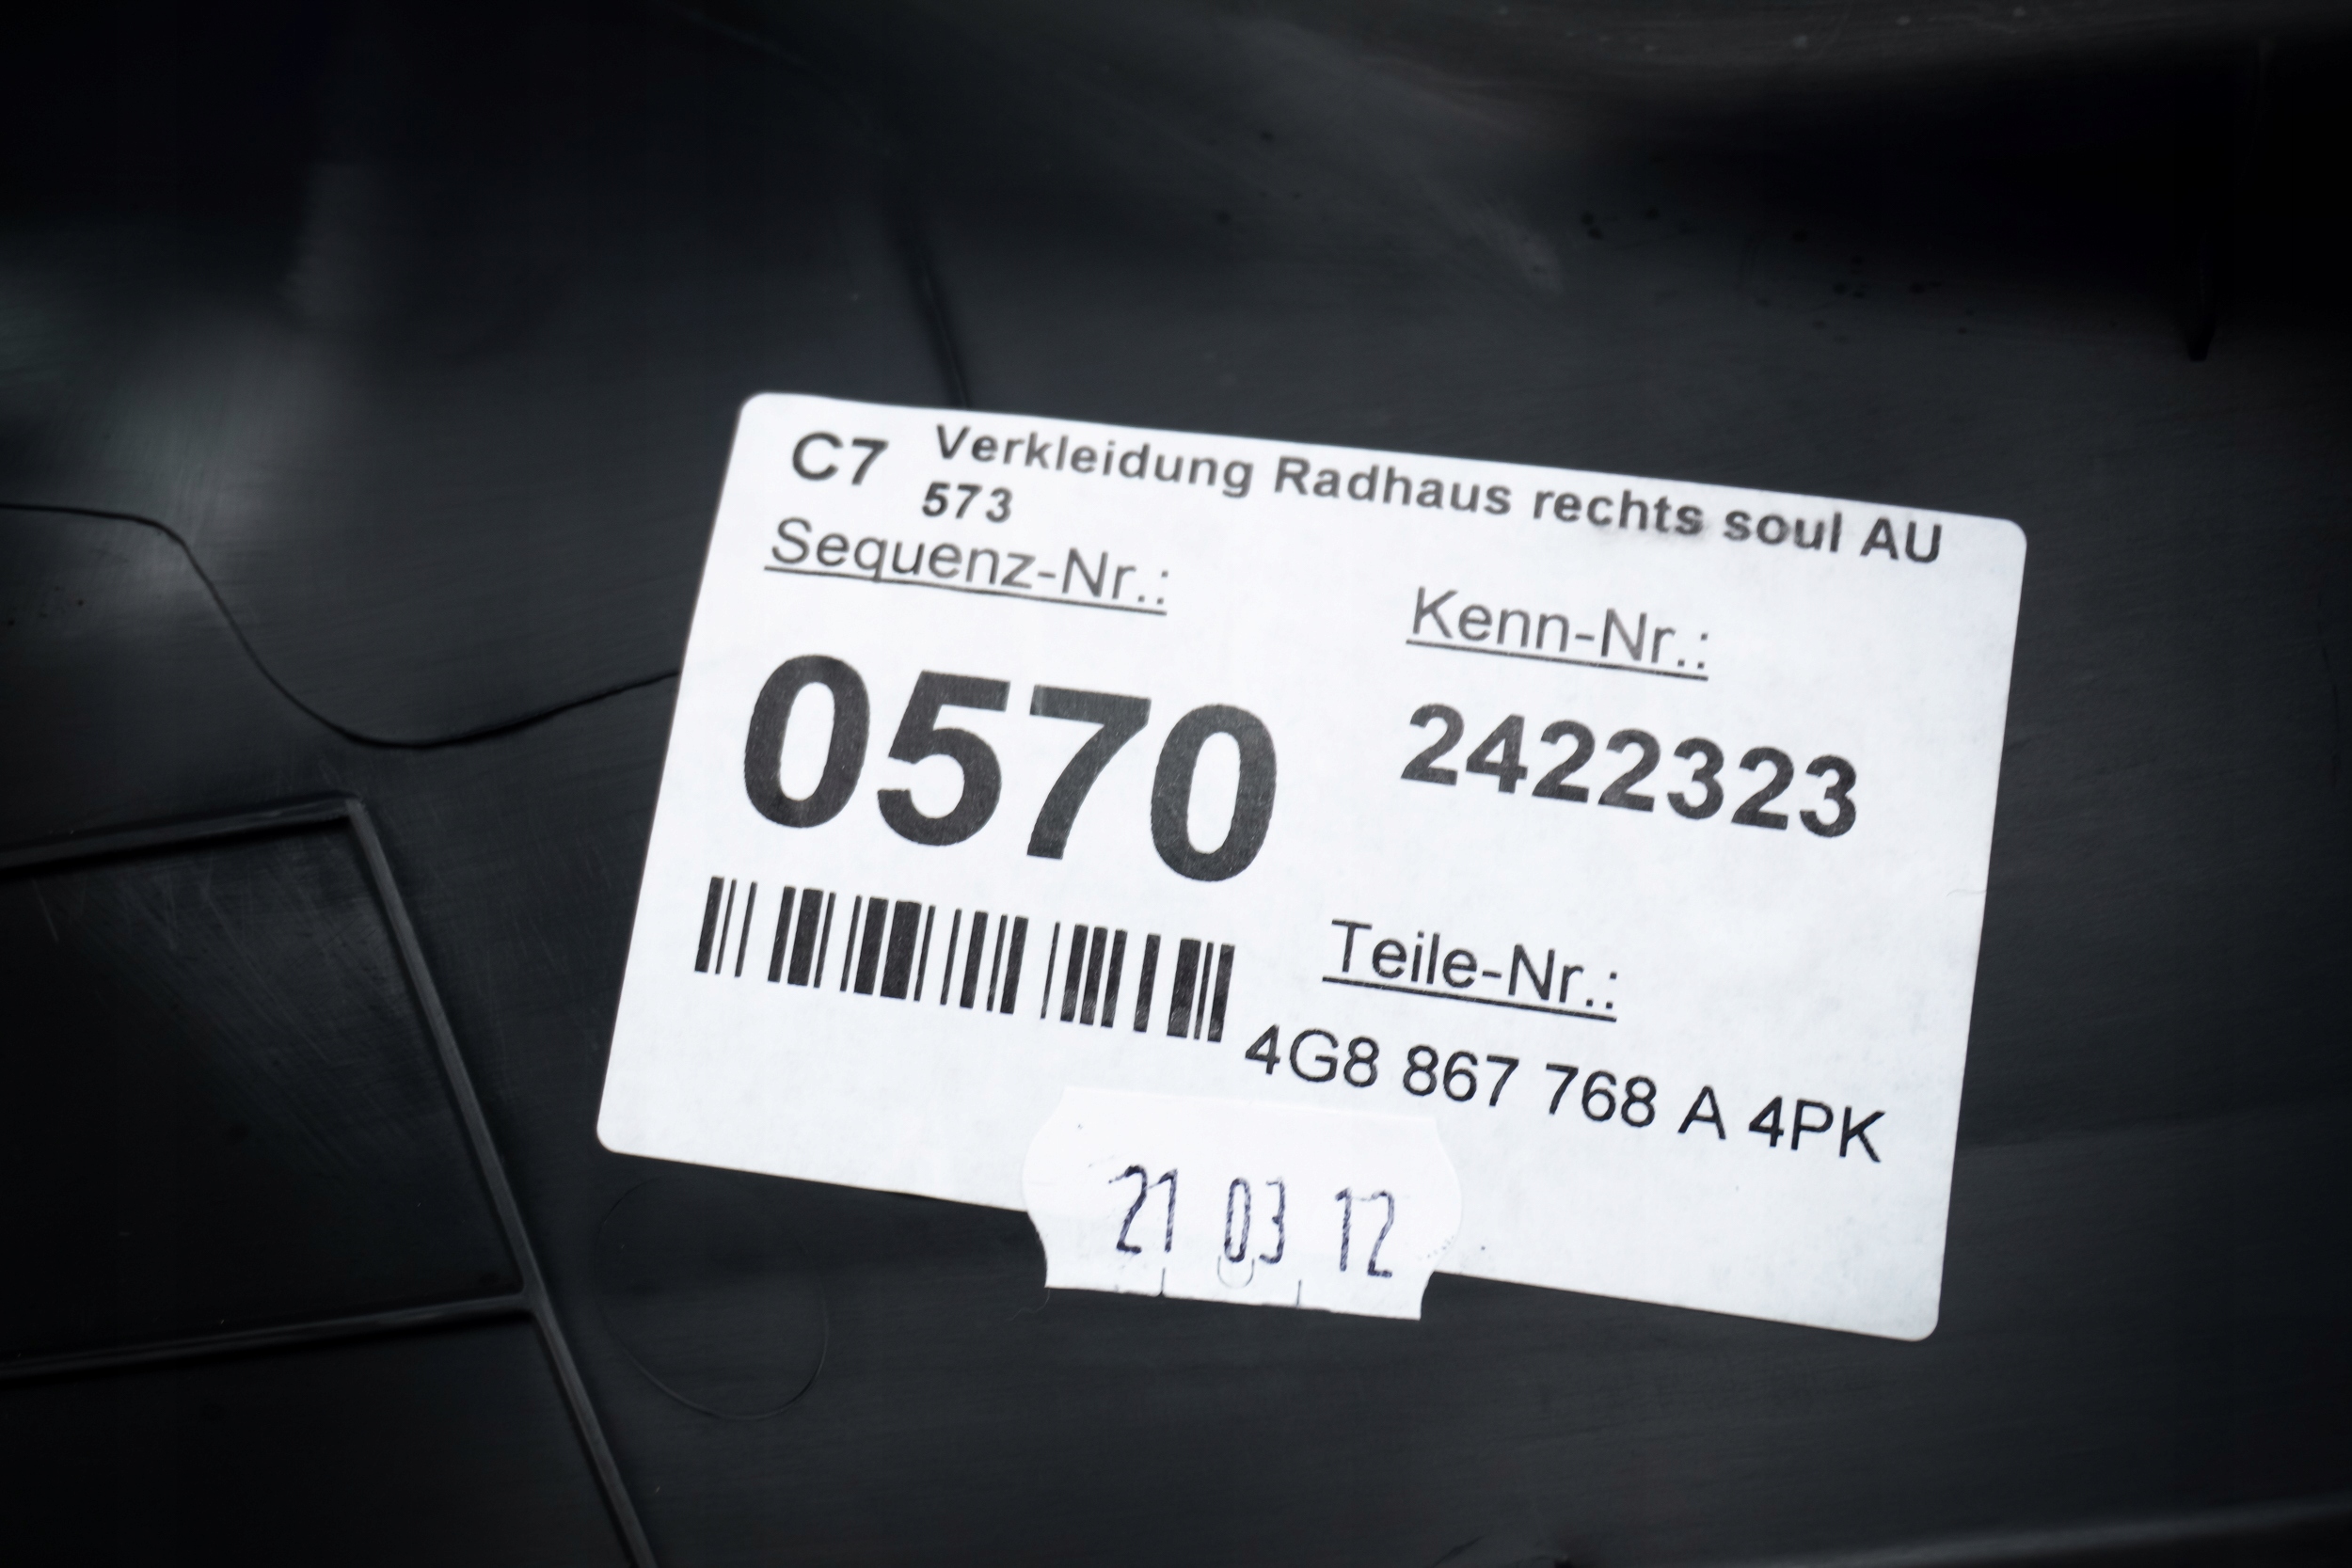 C7 Verkleidung Radhaus rechts soul AU
573
Sequenz-Nr.:
Kenn-Nr.:
0570
2422323
Teile-Nr.:
4G8 867 768 A 4PK
21 03 12